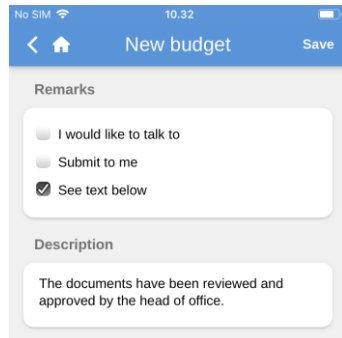 No SIM 10.32
New budget Save
Remarks
I would like to talk to
Submit to me
See text below
Description
The documents have been reviewed and
approved by the head of office.